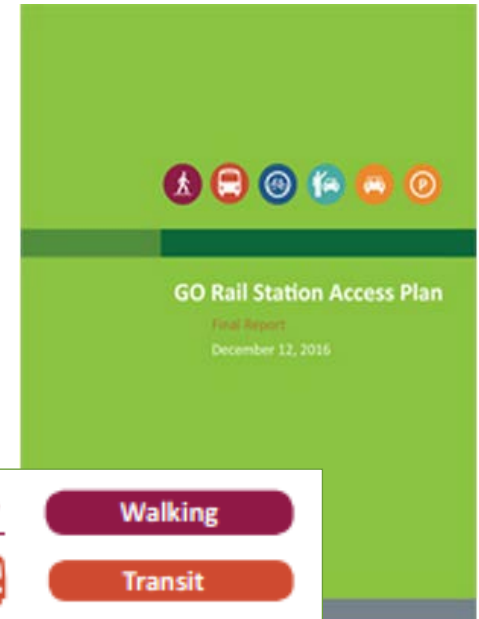 P
GO Rail Station Access Plan
Final Report
December 12, 2016
Walking
Transit